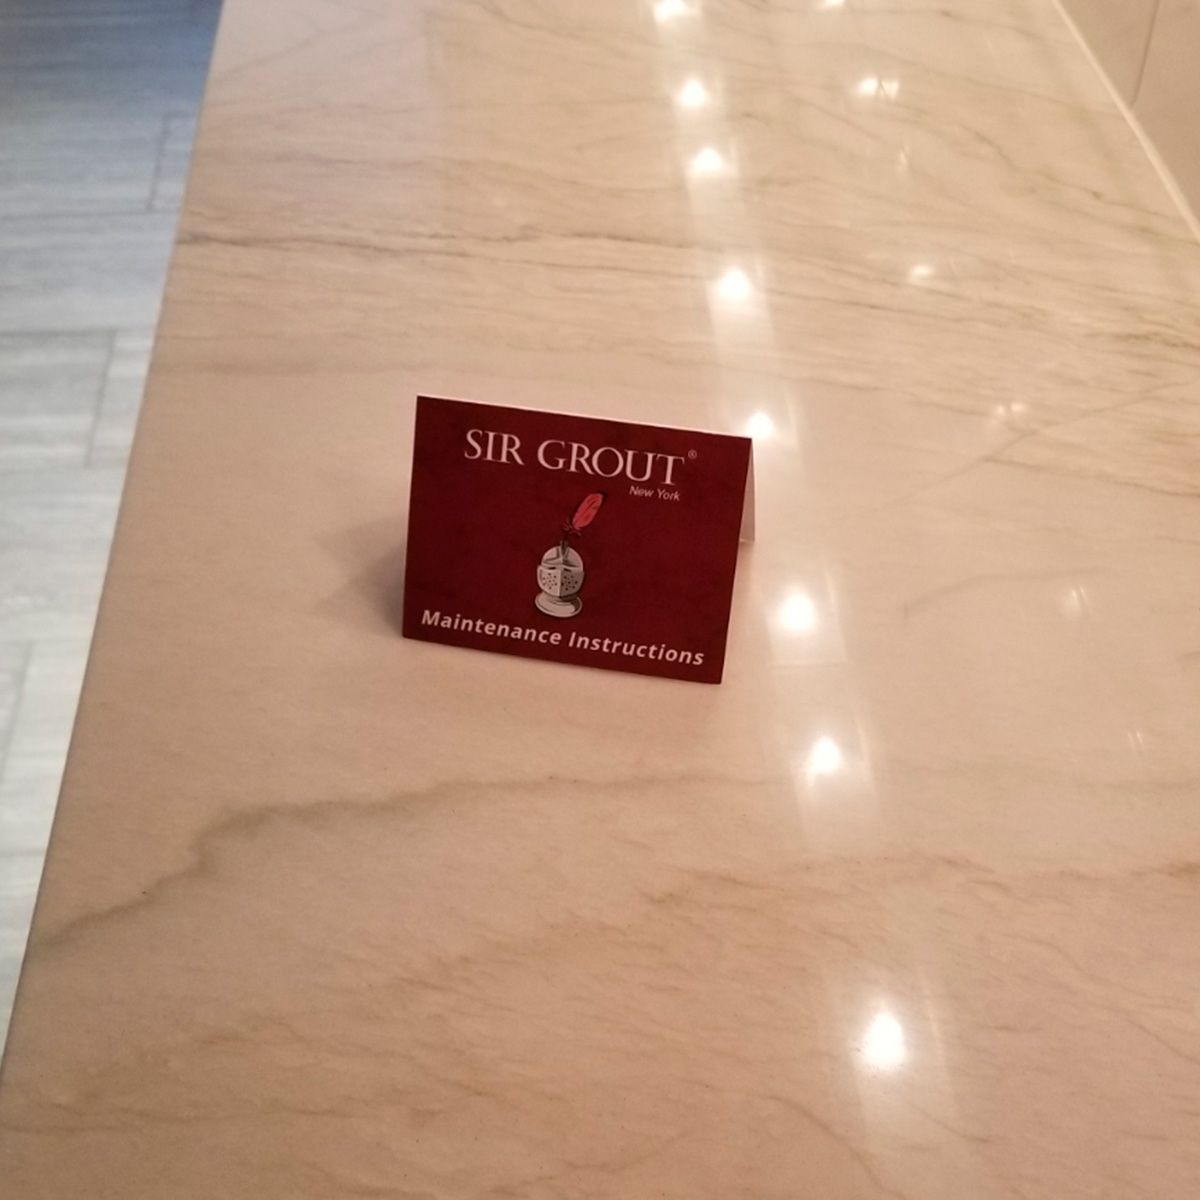 SIR GROUT®
New York
Maintenance Instructions